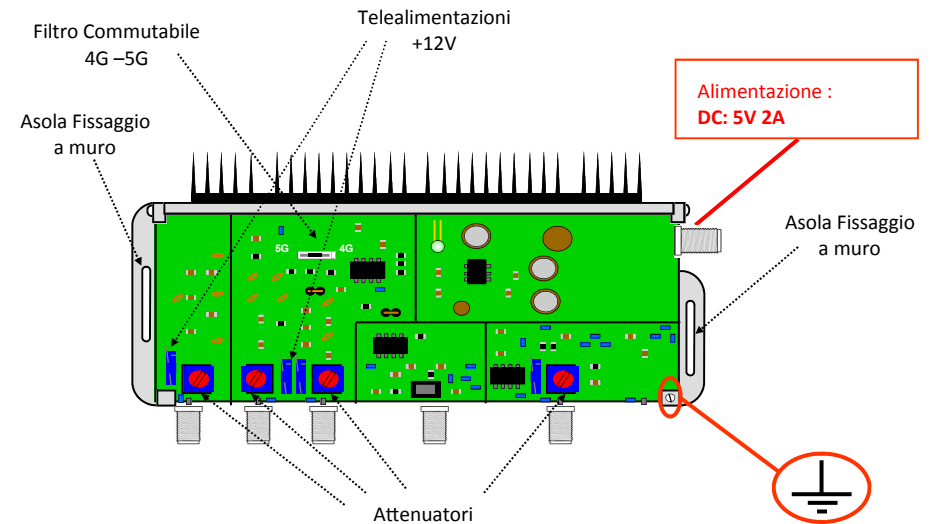 Telealimentazioni
+12V
Filtro Commutabile
4G –5G
Alimentazione :
DC: 5V 2A
Asola Fissaggio
a muro
Asola Fissaggio
a muro
5G
4G
Attenuatori